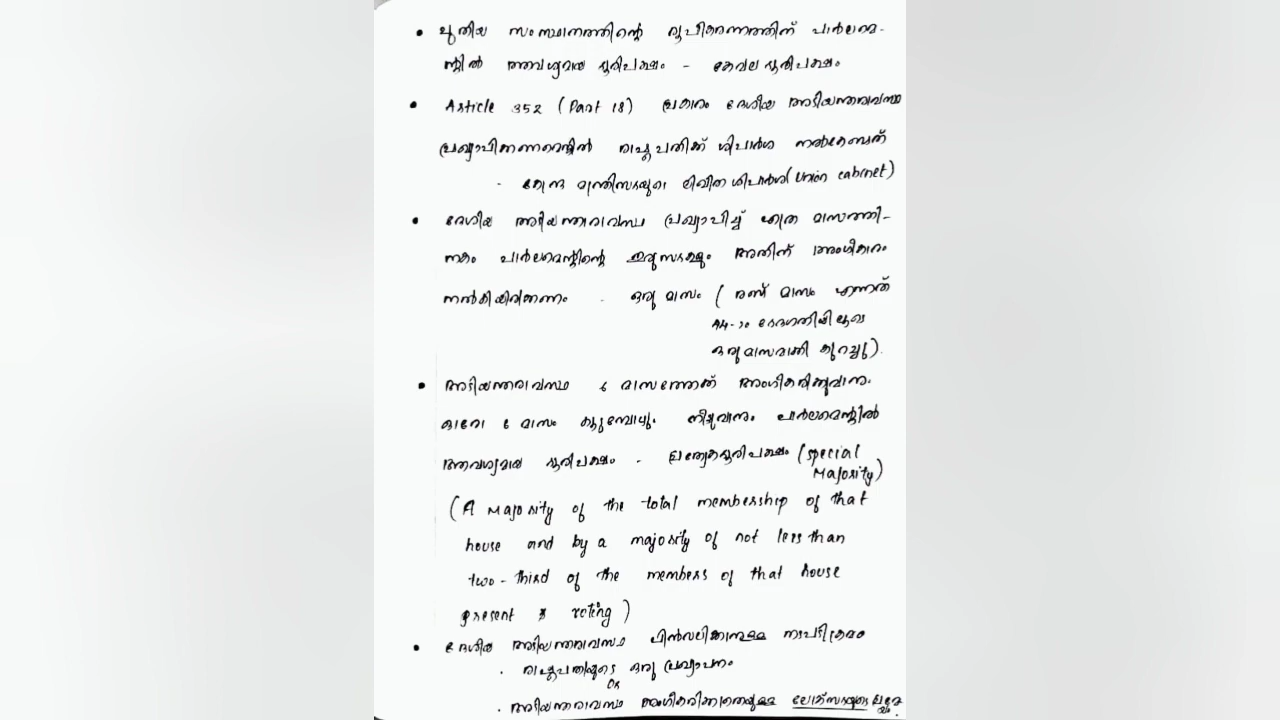 • പുതിയ സംസ്ഥാനത്തിന്റെ രൂപീകരണത്തിന് പാർലമെ-
ന്റിൽ ആവശ്യമായ ഭൂരിപക്ഷം - കേവല ഭൂരിപക്ഷം
• Article 352 (Part 18) പ്രകാരം ദേശീയ അടിയന്തരാവസ്ഥ
പ്രഖ്യാപിക്കണമെങ്കിൽ രാഷ്ട്രപതിക്ക് ശിപാർശ നൽകേണ്ടത്
- കേന്ദ്ര മന്ത്രിസഭയുടെ ലിഖിത ശിപാർശ (Union cabinet)
• ദേശീയ അടിയന്തരാവസ്ഥ പ്രഖ്യാപിച്ച് എത്ര മാസത്തി-
നകം പാർലമെന്റിന്റെ ഇരുസഭകളും അതിന് അംഗീകാരം
നൽകിയിരിക്കണം - ഒരു മാസം ( രണ്ട് മാസം എന്നത്
44-ാം ഭേദഗതിയിലൂടെ
ഒരു മാസമാക്കി കുറച്ചു).
• അടിയന്തരാവസ്ഥ 6 മാസത്തേക്ക് അംഗീകരിക്കുവാനും
ഓരോ 6 മാസം കൂടുമ്പോഴും നീട്ടുവാനും പാർലമെന്റിൽ
ആവശ്യമായ ഭൂരിപക്ഷം - പ്രത്യേകഭൂരിപക്ഷം (special
Majority)
(A Majority of the total membership of that
house and by a majority of not less than
two-third of the members of that house
present & voting)
• ദേശീയ അടിയന്തരാവസ്ഥ പിൻവലിക്കാനുള്ള നടപടിക്രമം
• രാഷ്ട്രപതിയുടെ ഒരു പ്രഖ്യാപനം
OR
• അടിയന്തരാവസ്ഥ അംഗീകരിക്കാതെയുള്ള ലോക്സഭയുടെ